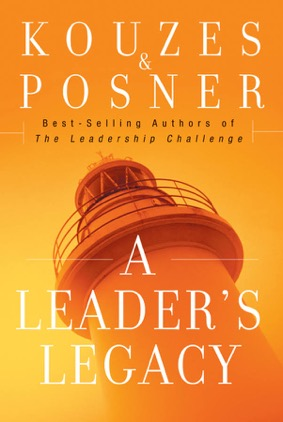 KOUZES
&
POSNER
Best-Selling Authors of
The Leadership Challenge
A
LEADER'S
LEGACY